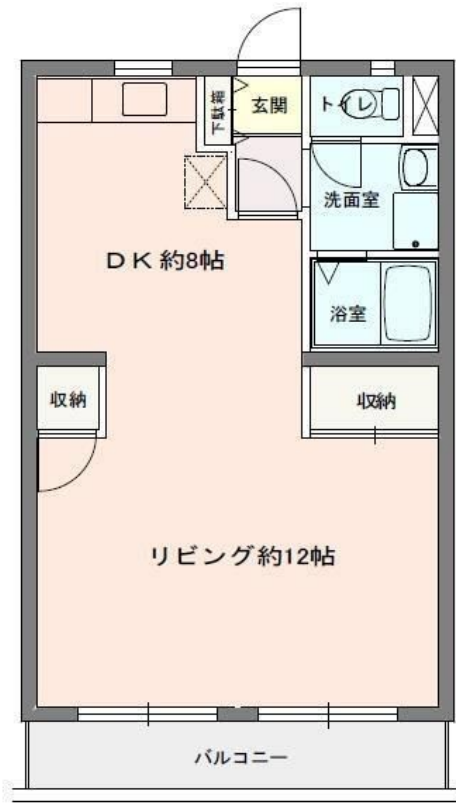 下駄箱
玄関
トイレ
洗面室
DK 約8帖
浴室
収納
収納
リビング約12帖
バルコニー